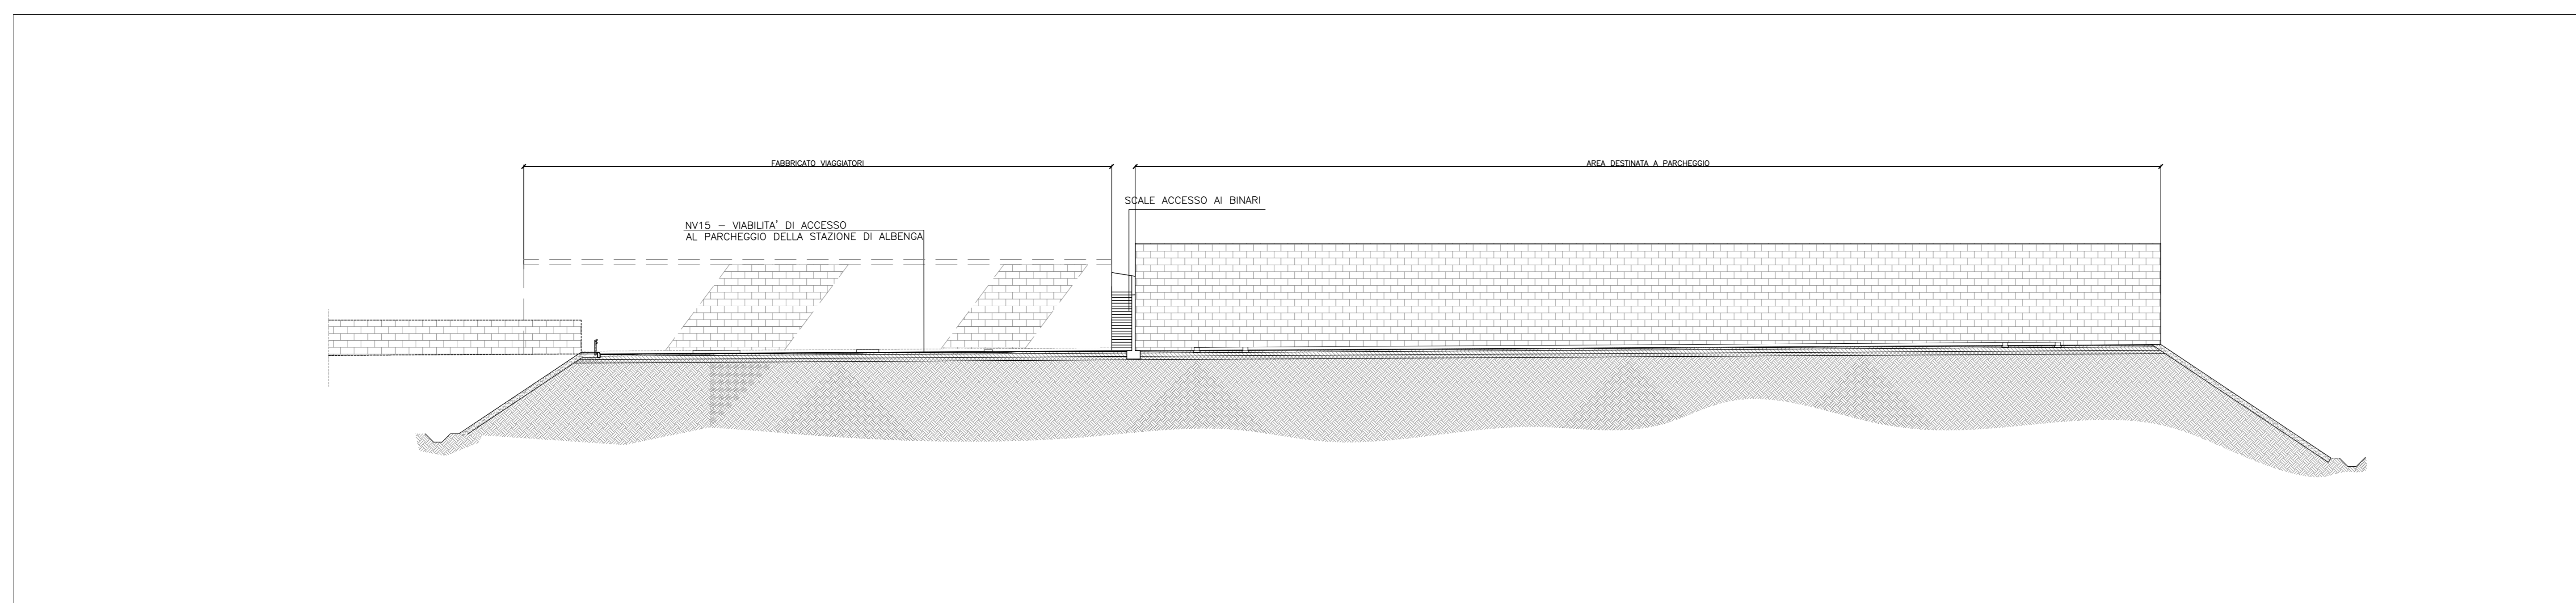 FABBRICATO VIAGGIATORI
AREA DESTINATA A PARCHEGGIO
SCALE ACCESSO AI BINARI
NV15 – VIABILITA' DI ACCESSO
AL PARCHEGGIO DELLA STAZIONE DI ALBENGA